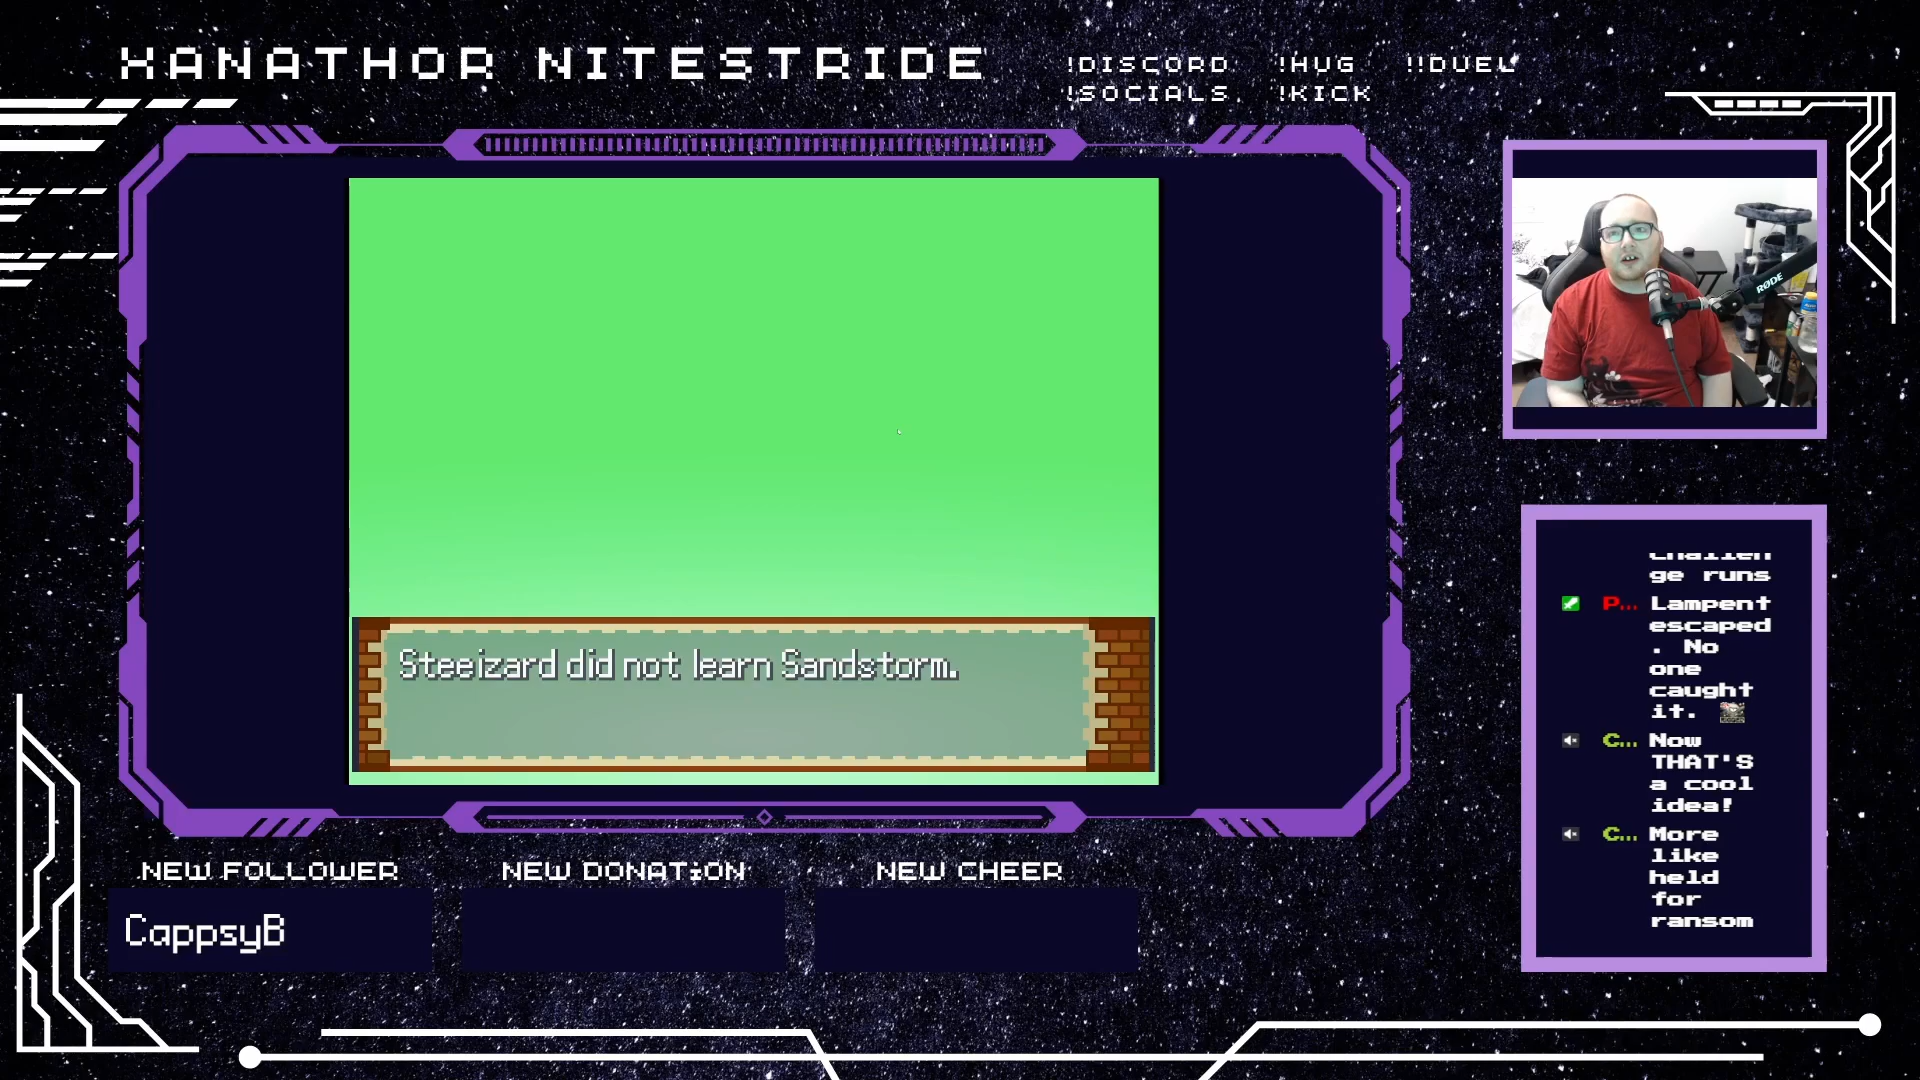 XANATHOR NITESTRIDE
!DISCORD !HUG !!DUEL
!SOCIALS !KICK
RØDE
Steeizard did not learn Sandstorm.
ge runs
P... Lampent
escaped
. No
one
caught
it.
C... Now
THAT'S
a cool
idea!
C... More
like
held
for
ransom
NEW FOLLOWER
CappsyB
NEW DONATION
NEW CHEER